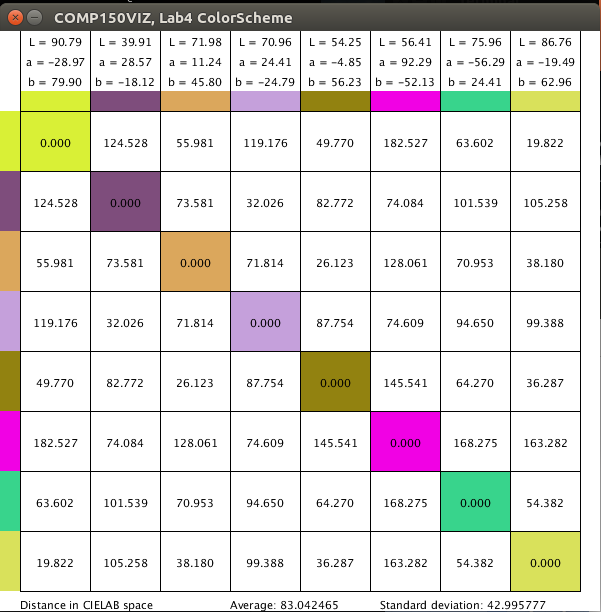 COMP150VIZ, Lab4 ColorScheme
L = 90.79 L = 39.91 L = 71.98 L = 70.96 L = 54.25 L = 56.41 L = 75.96 L = 86.76
a = −28.97 a = 28.57 a = 11.24 a = 24.41 a = −4.85 a = 92.29 a = −56.29 a = −19.49
b = 79.90 b = −18.12 b = 45.80 b = −24.79 b = 56.23 b = −52.13 b = 24.41 b = 62.96
0.000 124.528 55.981 119.176 49.770 182.527 63.602 19.822
124.528 0.000 73.581 32.026 82.772 74.084 101.539 105.258
55.981 73.581 0.000 71.814 26.123 128.061 70.953 38.180
119.176 32.026 71.814 0.000 87.754 74.609 94.650 99.388
49.770 82.772 26.123 87.754 0.000 145.541 64.270 36.287
182.527 74.084 128.061 74.609 145.541 0.000 168.275 163.282
63.602 101.539 70.953 94.650 64.270 168.275 0.000 54.382
19.822 105.258 38.180 99.388 36.287 163.282 54.382 0.000
Distance in CIELAB space Average: 83.042465 Standard deviation: 42.995777